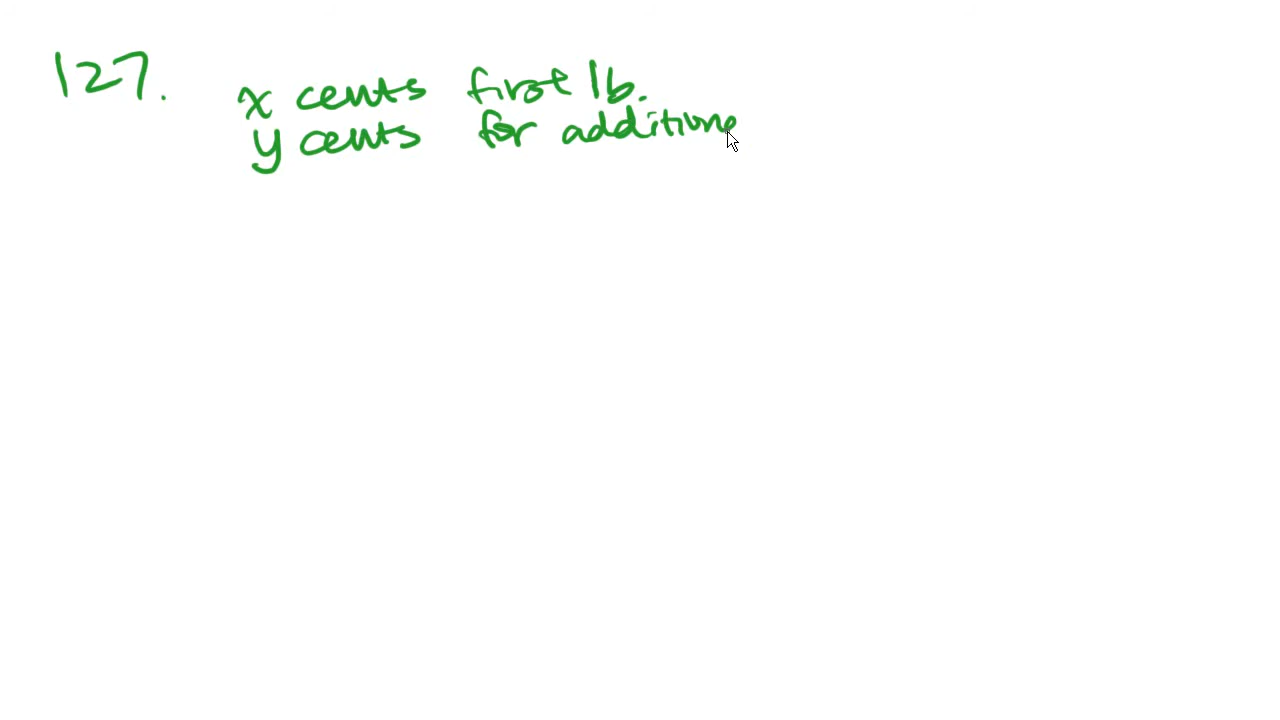 127.
x cents first lb.
y cents for additione